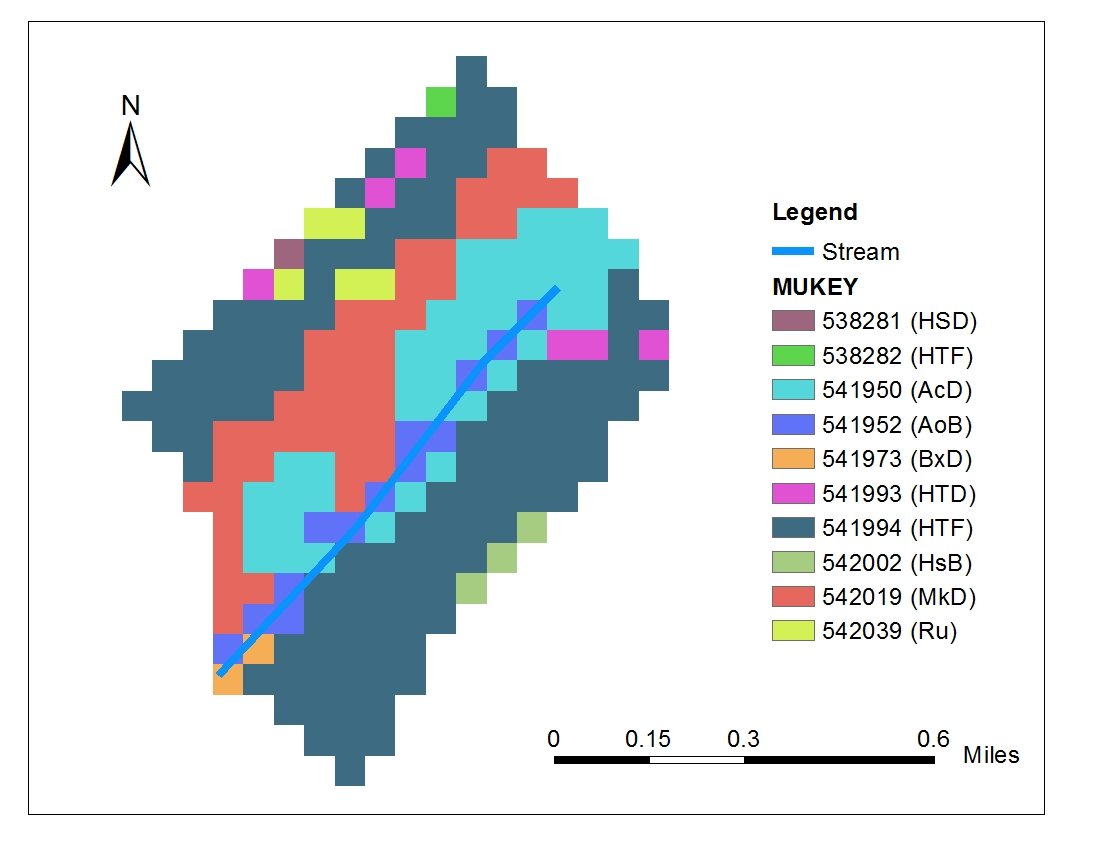 N
Legend
Stream
MUKEY
538281 (HSD)
538282 (HTF)
541950 (AcD)
541952 (AoB)
541973 (BxD)
541993 (HTD)
541994 (HTF)
542002 (HsB)
542019 (MkD)
542039 (Ru)
0 0.15 0.3 0.6
Miles